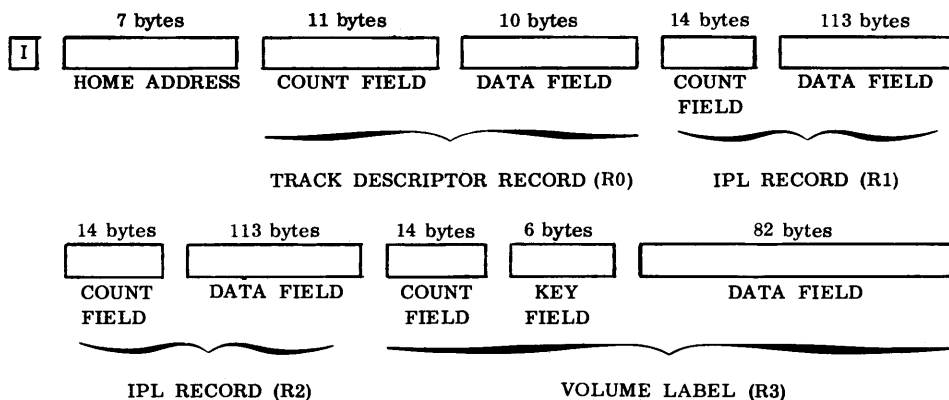 7 bytes 11 bytes 10 bytes 14 bytes 113 bytes
I
HOME ADDRESS COUNT FIELD DATA FIELD COUNT FIELD DATA FIELD
TRACK DESCRIPTOR RECORD (R0) IPL RECORD (R1)
14 bytes 113 bytes 14 bytes 6 bytes 82 bytes
COUNT FIELD DATA FIELD COUNT FIELD KEY FIELD DATA FIELD
IPL RECORD (R2) VOLUME LABEL (R3)